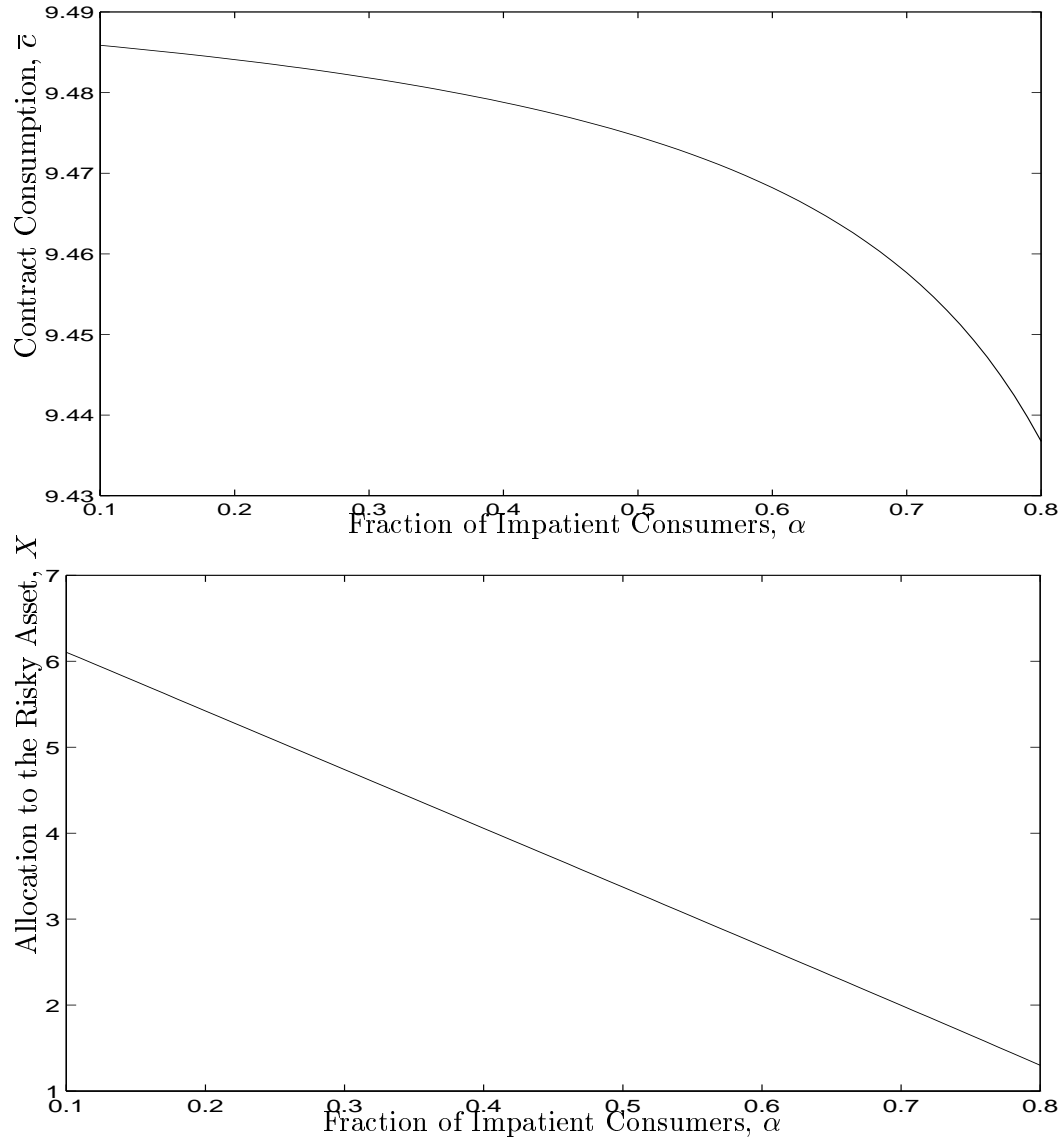 9.49
9.48
9.47
9.46
9.45
9.44
9.43
Contract Consumption, c̅
0.1 0.2 0.3 0.4 0.5 0.6 0.7 0.8
Fraction of Impatient Consumers, α
7
6
5
4
3
2
1
Allocation to the Risky Asset, X
0.1 0.2 0.3 0.4 0.5 0.6 0.7 0.8
Fraction of Impatient Consumers, α